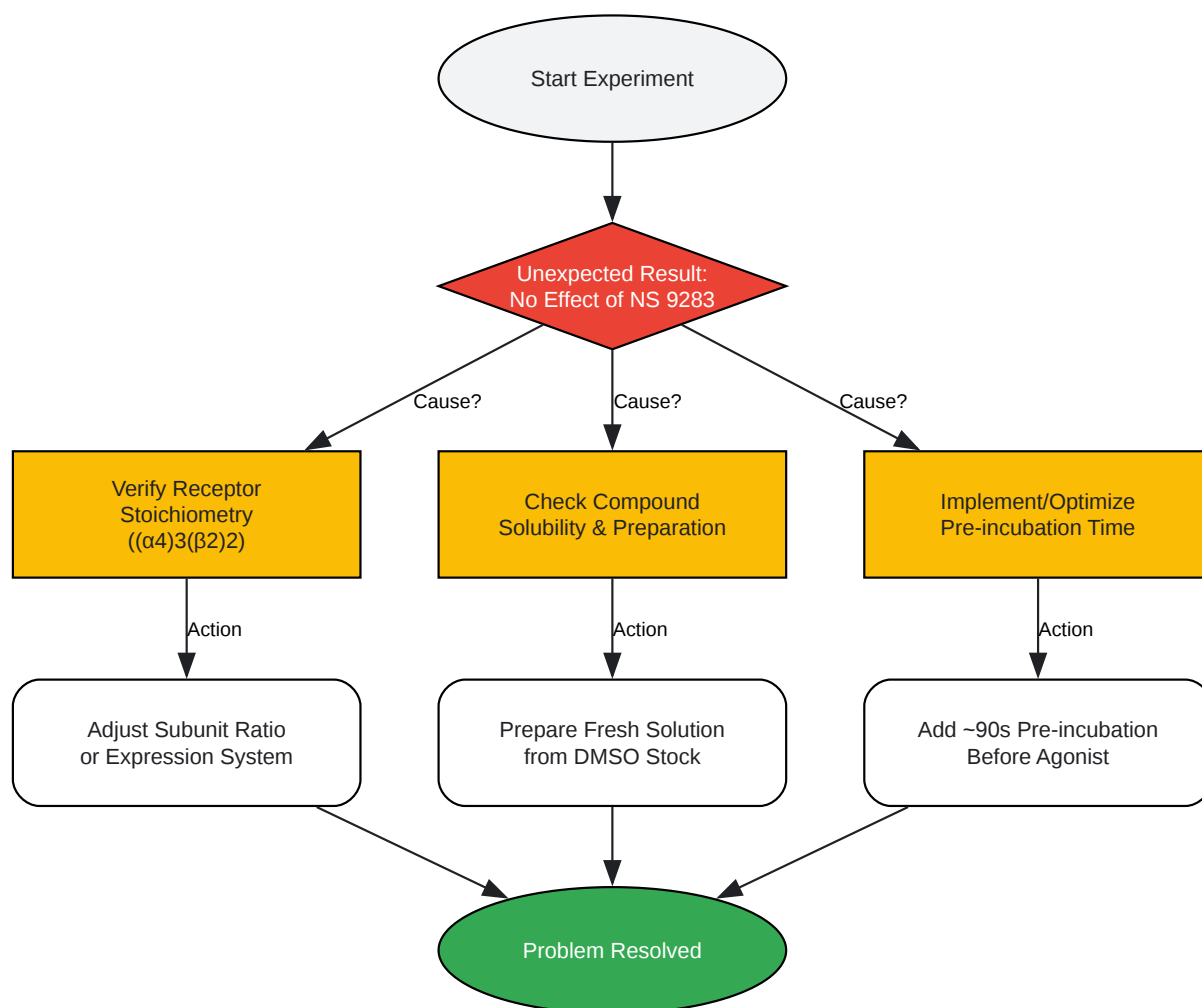 Start Experiment
Unexpected Result:
No Effect of NS 9283
Cause?
Cause?
Cause?
Verify Receptor
Stoichiometry
((α4)3(β2)2)
Check Compound
Solubility & Preparation
Implement/Optimize
Pre-incubation Time
Action
Action
Action
Adjust Subunit Ratio
or Expression System
Prepare Fresh Solution
from DMSO Stock
Add ~90s Pre-incubation
Before Agonist
Problem Resolved